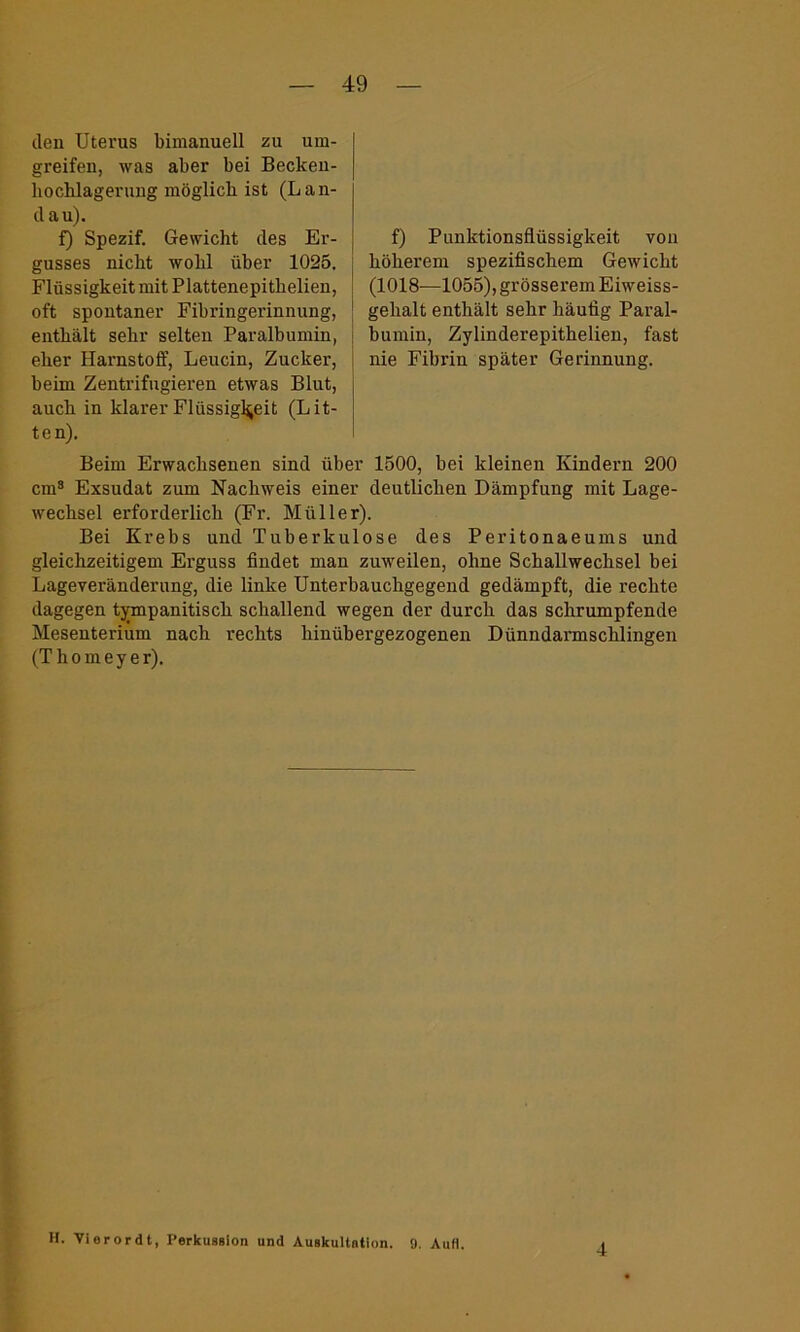 — 49 —
den Uterus bimanuell zu um-
greifen, was aber bei Becken-
hochlagerung möglich ist (Lan-
dau).
f) Spezif. Gewicht des Er-
gusses nicht wohl über 1025.
Flüssigkeit mit Plattenepithelien,
oft spontaner Fibringerinnung,
enthält sehr selten Paralbumin,
eher Harnstoff, Leucin, Zucker,
beim Zentrifugieren etwas Blut,
auch in klarer Flüssigkeit (Lit-
ten).
f) Punktionsflüssigkeit von
höherem spezifischem Gewicht
(1018—1055), grösserem Eiweiss-
gehalt enthält sehr häufig Paral-
bumin, Zylinderepithelien, fast
nie Fibrin später Gerinnung.
Beim Erwachsenen sind über 1500, bei kleinen Kindern 200
cm³ Exsudat zum Nachweis einer deutlichen Dämpfung mit Lage-
wechsel erforderlich (Fr. Müller).
Bei Krebs und Tuberkulose des Peritonaeums und
gleichzeitigem Erguss findet man zuweilen, ohne Schallwechsel bei
Lageveränderung, die linke Unterbauchgegend gedämpft, die rechte
dagegen tympanitisch schallend wegen der durch das schrumpfende
Mesenterium nach rechts hinübergezogenen Dünndarmschlingen
(Thomeyer).
H. Vierordt, Perkussion und Auskultation. 9. Aufl.
4